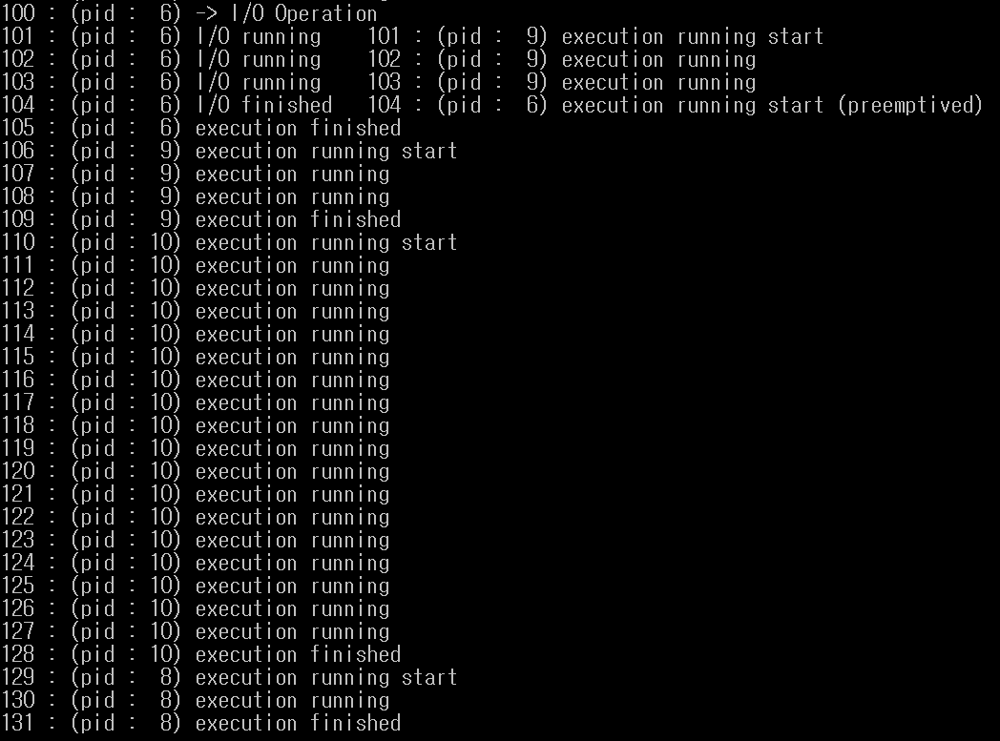 100 : (pid :  6) -> I/O Operation
101 : (pid :  6) I/O running    101 : (pid :  9) execution running start
102 : (pid :  6) I/O running    102 : (pid :  9) execution running
103 : (pid :  6) I/O running    103 : (pid :  9) execution running
104 : (pid :  6) I/O finished   104 : (pid :  6) execution running start (preemptived)
105 : (pid :  6) execution finished
106 : (pid :  9) execution running start
107 : (pid :  9) execution running
108 : (pid :  9) execution running
109 : (pid :  9) execution finished
110 : (pid : 10) execution running start
111 : (pid : 10) execution running
112 : (pid : 10) execution running
113 : (pid : 10) execution running
114 : (pid : 10) execution running
115 : (pid : 10) execution running
116 : (pid : 10) execution running
117 : (pid : 10) execution running
118 : (pid : 10) execution running
119 : (pid : 10) execution running
120 : (pid : 10) execution running
121 : (pid : 10) execution running
122 : (pid : 10) execution running
123 : (pid : 10) execution running
124 : (pid : 10) execution running
125 : (pid : 10) execution running
126 : (pid : 10) execution running
127 : (pid : 10) execution running
128 : (pid : 10) execution finished
129 : (pid :  8) execution running start
130 : (pid :  8) execution running
131 : (pid :  8) execution finished